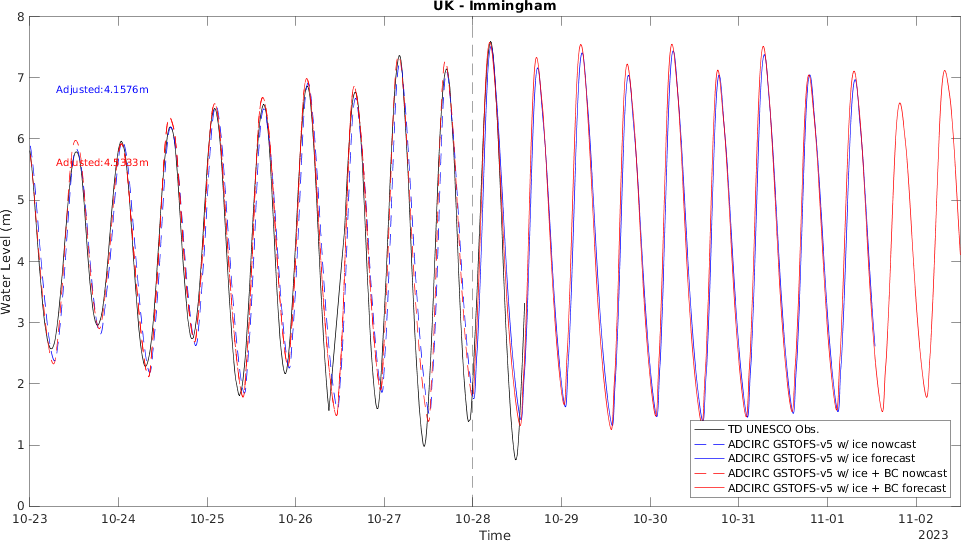 UK - Immingham
8
7
6
5
4
3
2
1
0
Water Level (m)
Adjusted:4.1576m
Adjusted:4.5333m
TD UNESCO Obs.
ADCIRC GSTOFS-v5 w/ ice nowcast
ADCIRC GSTOFS-v5 w/ ice forecast
ADCIRC GSTOFS-v5 w/ ice + BC nowcast
ADCIRC GSTOFS-v5 w/ ice + BC forecast
10-23 10-24 10-25 10-26 10-27 10-28 10-29 10-30 10-31 11-01 11-02
Time
2023